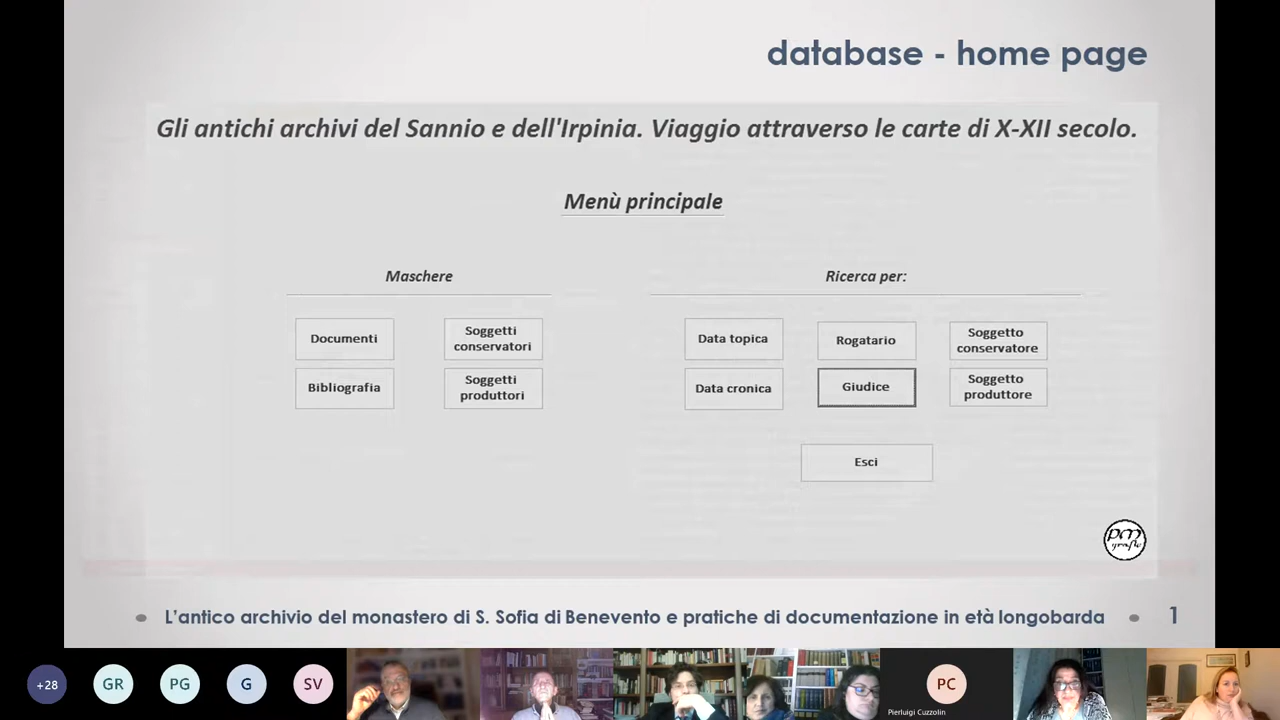 database - home page
Gli antichi archivi del Sannio e dell'Irpinia. Viaggio attraverso le carte di X-XII secolo.
Menù principale
Maschere
Ricerca per:
Documenti
Soggetti
conservatori
Data topica
Rogatario
Soggetto
conservatore
Bibliografia
Soggetti
produttori
Data cronica
Giudice
Soggetto
produttore
Esci
pm
grafie
L'antico archivio del monastero di S. Sofia di Benevento e pratiche di documentazione in età longobarda
1
+28
GR
PG
G
SV
PC
Pierluigi Cuzzolin